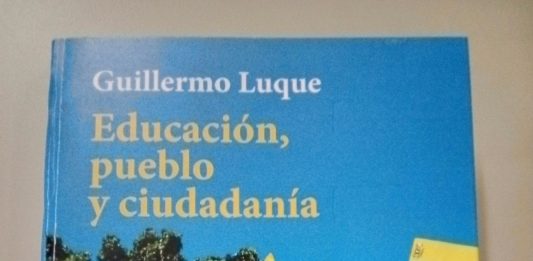 Guillermo Luque
Educación,
pueblo
y ciudadanía